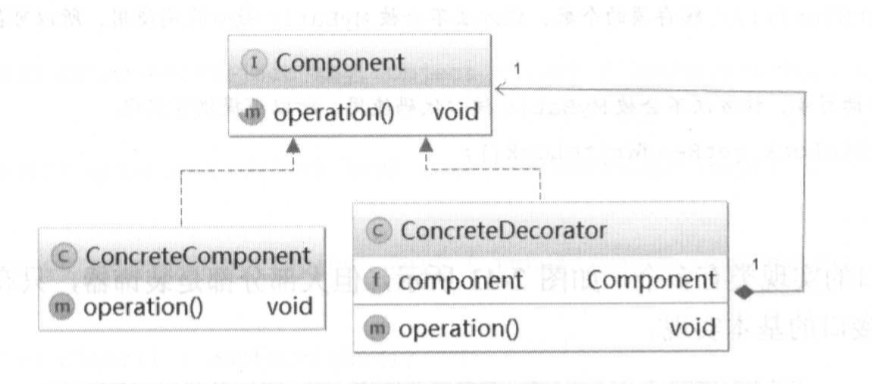 I Component
m operation() void
1
C ConcreteComponent
m operation() void
C ConcreteDecorator
f component Component
m operation() void
1